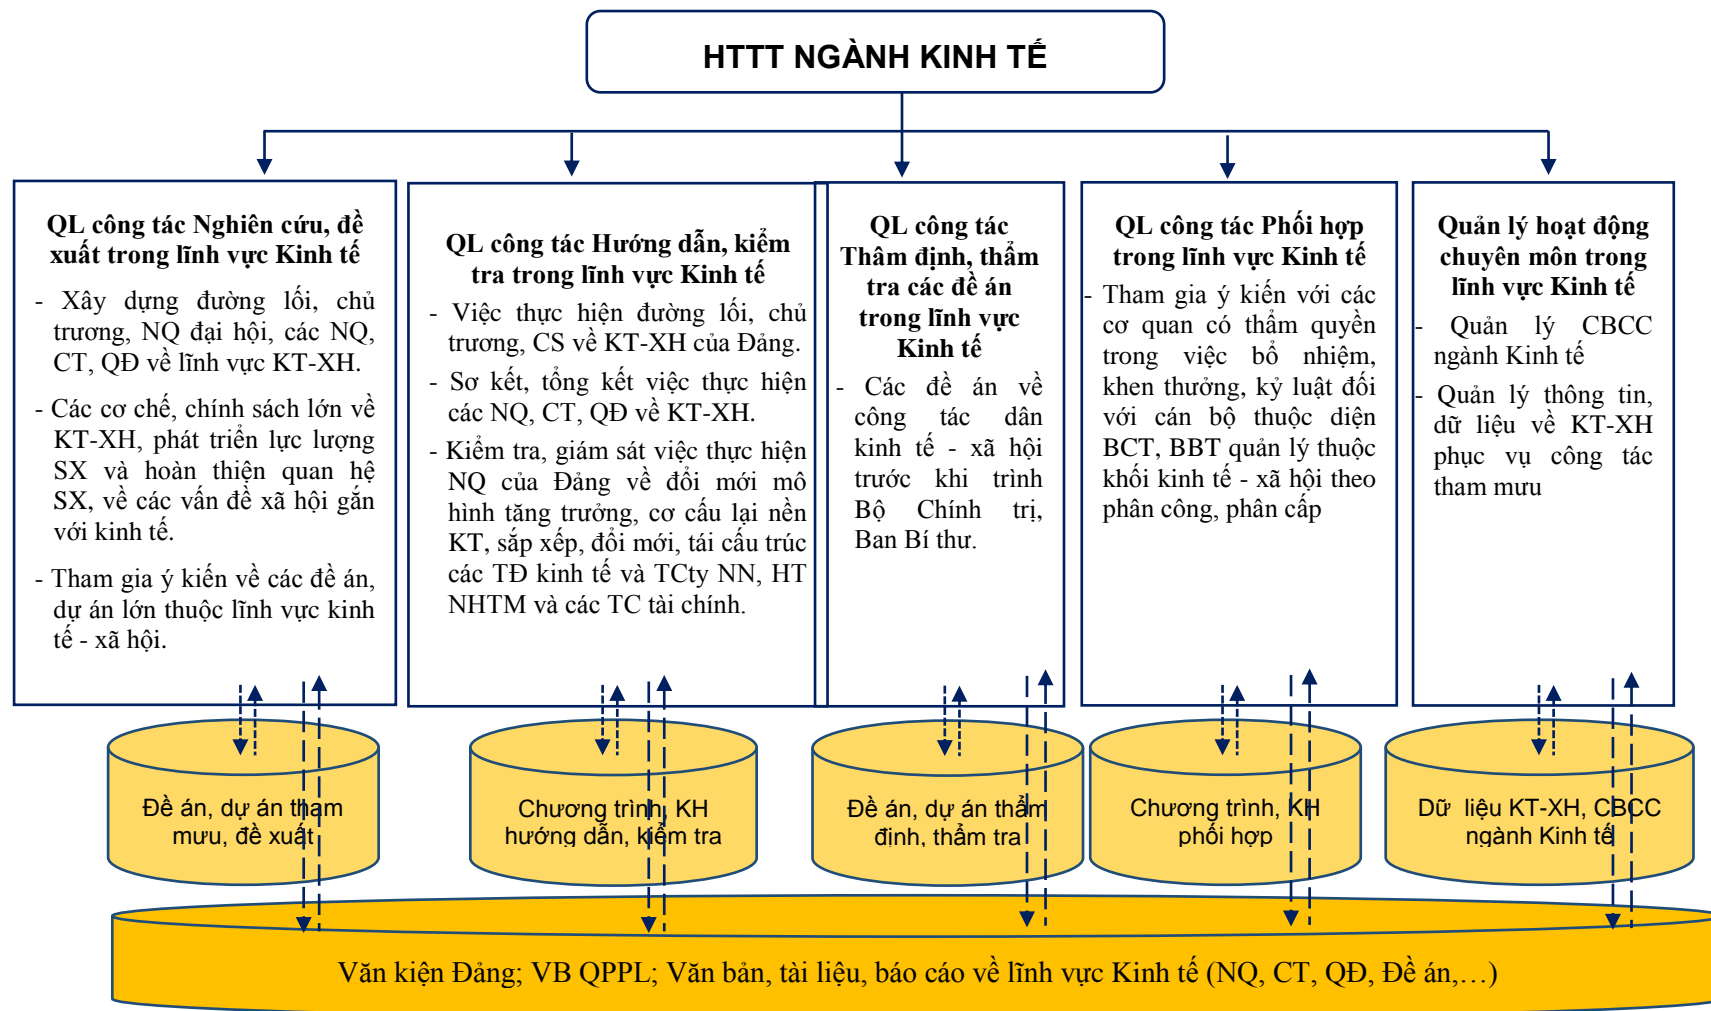 HTTT NGÀNH KINH TẾ
QL công tác Nghiên cứu, đề
xuất trong lĩnh vực Kinh tế
- Xây dựng đường lối, chủ
trương, NQ đại hội, các NQ,
CT, QĐ về lĩnh vực KT-XH.
- Các cơ chế, chính sách lớn về
KT-XH, phát triển lực lượng
SX và hoàn thiện quan hệ
SX, về các vấn đề xã hội gắn
với kinh tế.
- Tham gia ý kiến về các đề án,
dự án lớn thuộc lĩnh vực kinh
tế - xã hội.
QL công tác Hướng dẫn, kiểm
tra trong lĩnh vực Kinh tế
- Việc thực hiện đường lối, chủ
trương, CS về KT-XH của Đảng.
- Sơ kết, tổng kết việc thực hiện
các NQ, CT, QĐ về KT-XH.
- Kiểm tra, giám sát việc thực hiện
NQ của Đảng về đổi mới mô
hình tăng trưởng, cơ cấu lại nền
KT, sắp xếp, đổi mới, tái cấu trúc
các TĐ kinh tế và TCty NN, HT
NHTM và các TC tài chính.
QL công tác
Thâm định, thẩm
tra các đề án
trong lĩnh vực
Kinh tế
- Các đề án về
công tác dân
kinh tế - xã hội
trước khi trình
Bộ Chính trị,
Ban Bí thư.
QL công tác Phối hợp
trong lĩnh vực Kinh tế
- Tham gia ý kiến với các
cơ quan có thẩm quyền
trong việc bổ nhiệm,
khen thưởng, kỷ luật đối
với cán bộ thuộc diện
BCT, BBT quản lý thuộc
khối kinh tế - xã hội theo
phân công, phân cấp
Quản lý hoạt động
chuyên môn trong
lĩnh vực Kinh tế
- Quản lý CBCC
ngành Kinh tế
- Quản lý thông tin,
dữ liệu về KT-XH
phục vụ công tác
tham mưu
Đề án, dự án tham
mưu, đề xuất
Chương trình, KH
hướng dẫn, kiểm tra
Đề án, dự án thẩm
định, thẩm tra
Chương trình, KH
phối hợp
Dữ liệu KT-XH, CBCC
ngành Kinh tế
Văn kiện Đảng; VB QPPL; Văn bản, tài liệu, báo cáo về lĩnh vực Kinh tế (NQ, CT, QĐ, Đề án,…)